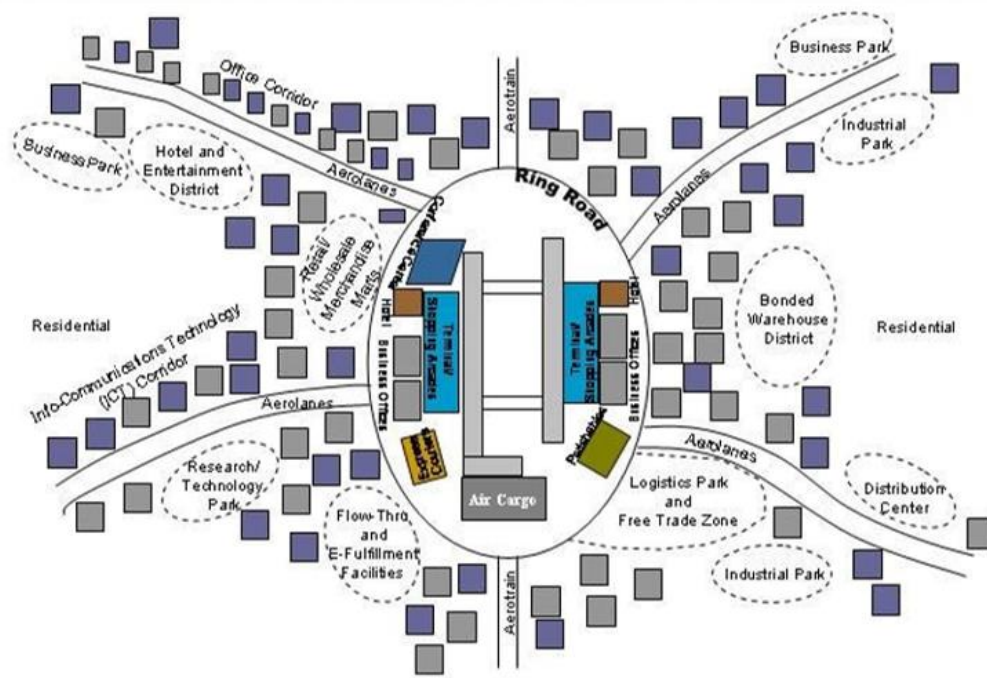 Office Corridor
Aerotrain
Business Park
Industrial
Park
Business Park
Hotel and
Entertainment
District
Aerolanes
Ring Road
Aerolanes
Retail/
Wholesale
Merchandise
Marts
Hotel
Terminal/
Shopping Arcades
Business Offices
Terminal/
Shopping Arcades
Hotel
Business Offices
Bonded
Warehouse
District
Residential
Residential
Info-Communications Technology
(ICT) Corridor
Aerolanes
Express
Couriers
Air Cargo
Aerolanes
Research/
Technology
Park
Logistics Park
and
Free Trade Zone
Distribution
Center
Flow-Thru
and
E-Fulfillment
Facilities
Industrial Park
Aerotrain